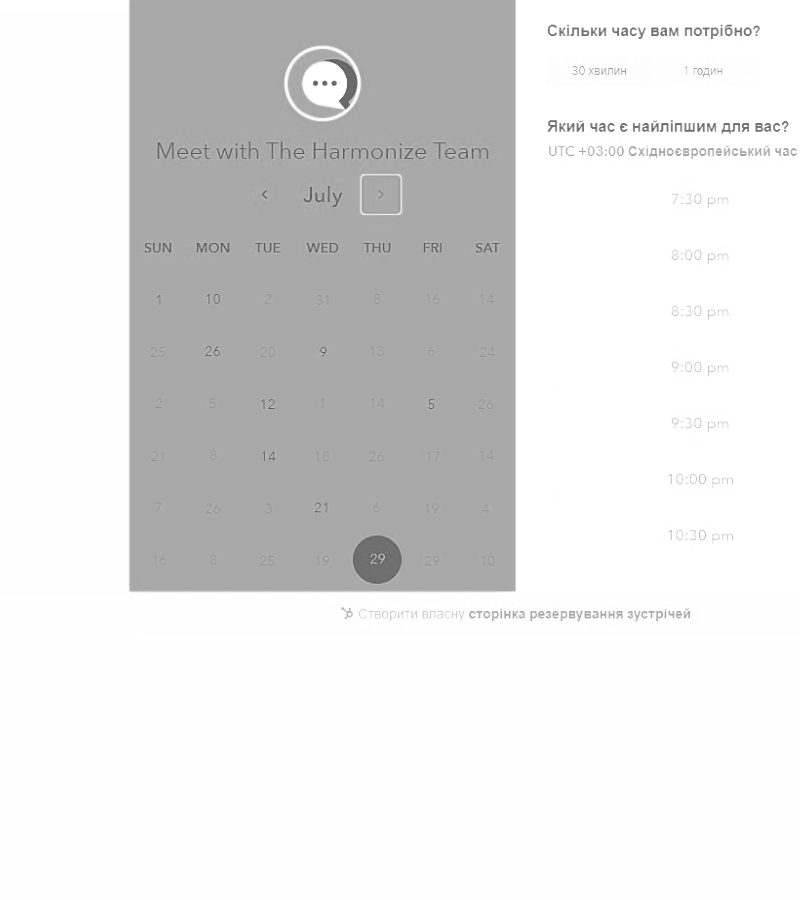 Meet with The Harmonize Team
July
SUN MON TUE WED THU FRI SAT
1 10 2 31 8 16 14
25 26 20 9 13 6 24
2 5 12 1 14 5 26
21 8 14 18 26 17 14
7 26 3 21 6 19 4
16 8 25 19 29 29 10
Скільки часу вам потрібно?
30 хвилин 1 годин
Який час є найліпшим для вас?
UTC +03:00 Східноєвропейський час
7:30 pm
8:00 pm
8:30 pm
9:00 pm
9:30 pm
10:00 pm
10:30 pm
Створити власну сторінка резервування зустрічей